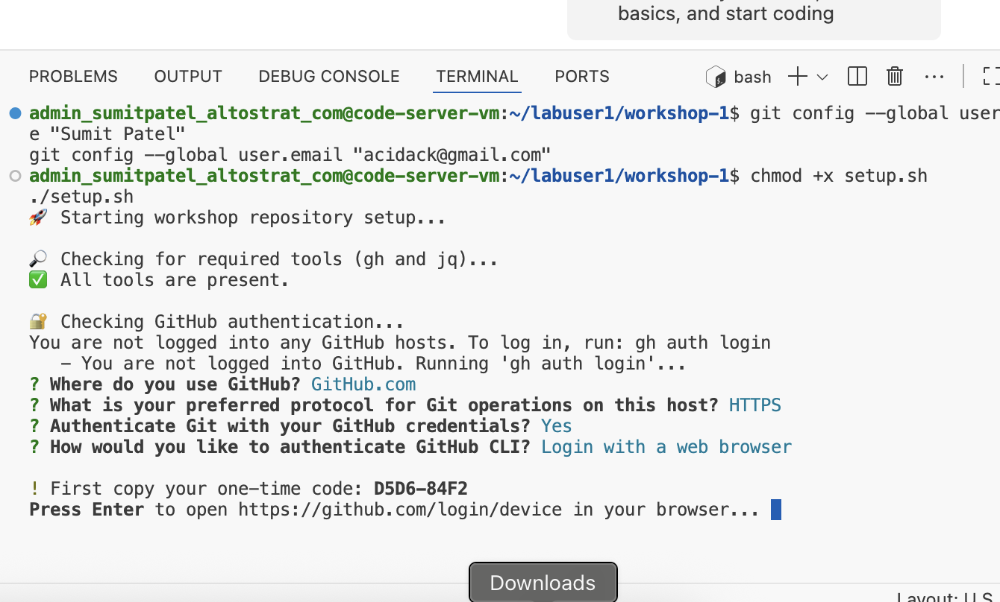 basics, and start coding
PROBLEMS OUTPUT DEBUG CONSOLE TERMINAL PORTS bash
admin_sumitpatel_altostrat_com@code-server-vm:~/labuser1/workshop-1$ git config --global user
e "Sumit Patel"
git config --global user.email "acidack@gmail.com"
admin_sumitpatel_altostrat_com@code-server-vm:~/labuser1/workshop-1$ chmod +x setup.sh
./setup.sh
🚀 Starting workshop repository setup...
🔎 Checking for required tools (gh and jq)...
✅ All tools are present.
🔐 Checking GitHub authentication...
You are not logged into any GitHub hosts. To log in, run: gh auth login
- You are not logged into GitHub. Running 'gh auth login'...
? Where do you use GitHub? GitHub.com
? What is your preferred protocol for Git operations on this host? HTTPS
? Authenticate Git with your GitHub credentials? Yes
? How would you like to authenticate GitHub CLI? Login with a web browser
! First copy your one-time code: D5D6-84F2
Press Enter to open https://github.com/login/device in your browser...
Downloads
Layout: U.S.